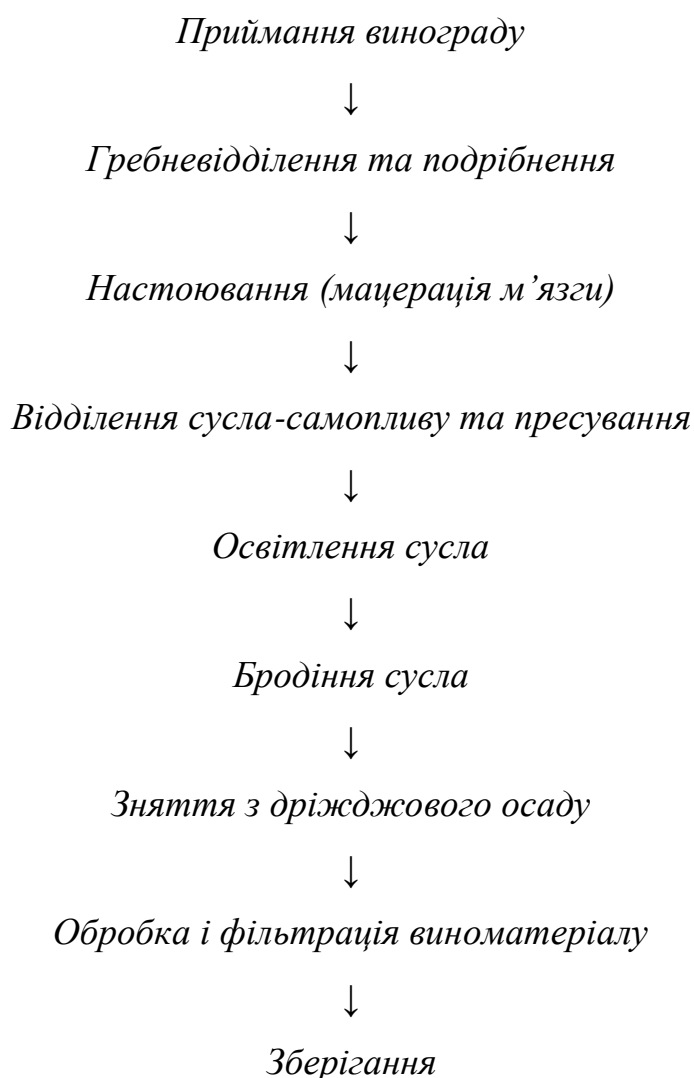 Приймання винограду
↓
Гребневідділення та подрібнення
↓
Настоювання (мацерація м’язги)
↓
Відділення сусла-самопливу та пресування
↓
Освітлення сусла
↓
Бродіння сусла
↓
Зняття з дріжджового осаду
↓
Обробка і фільтрація виноматеріалу
↓
Зберігання